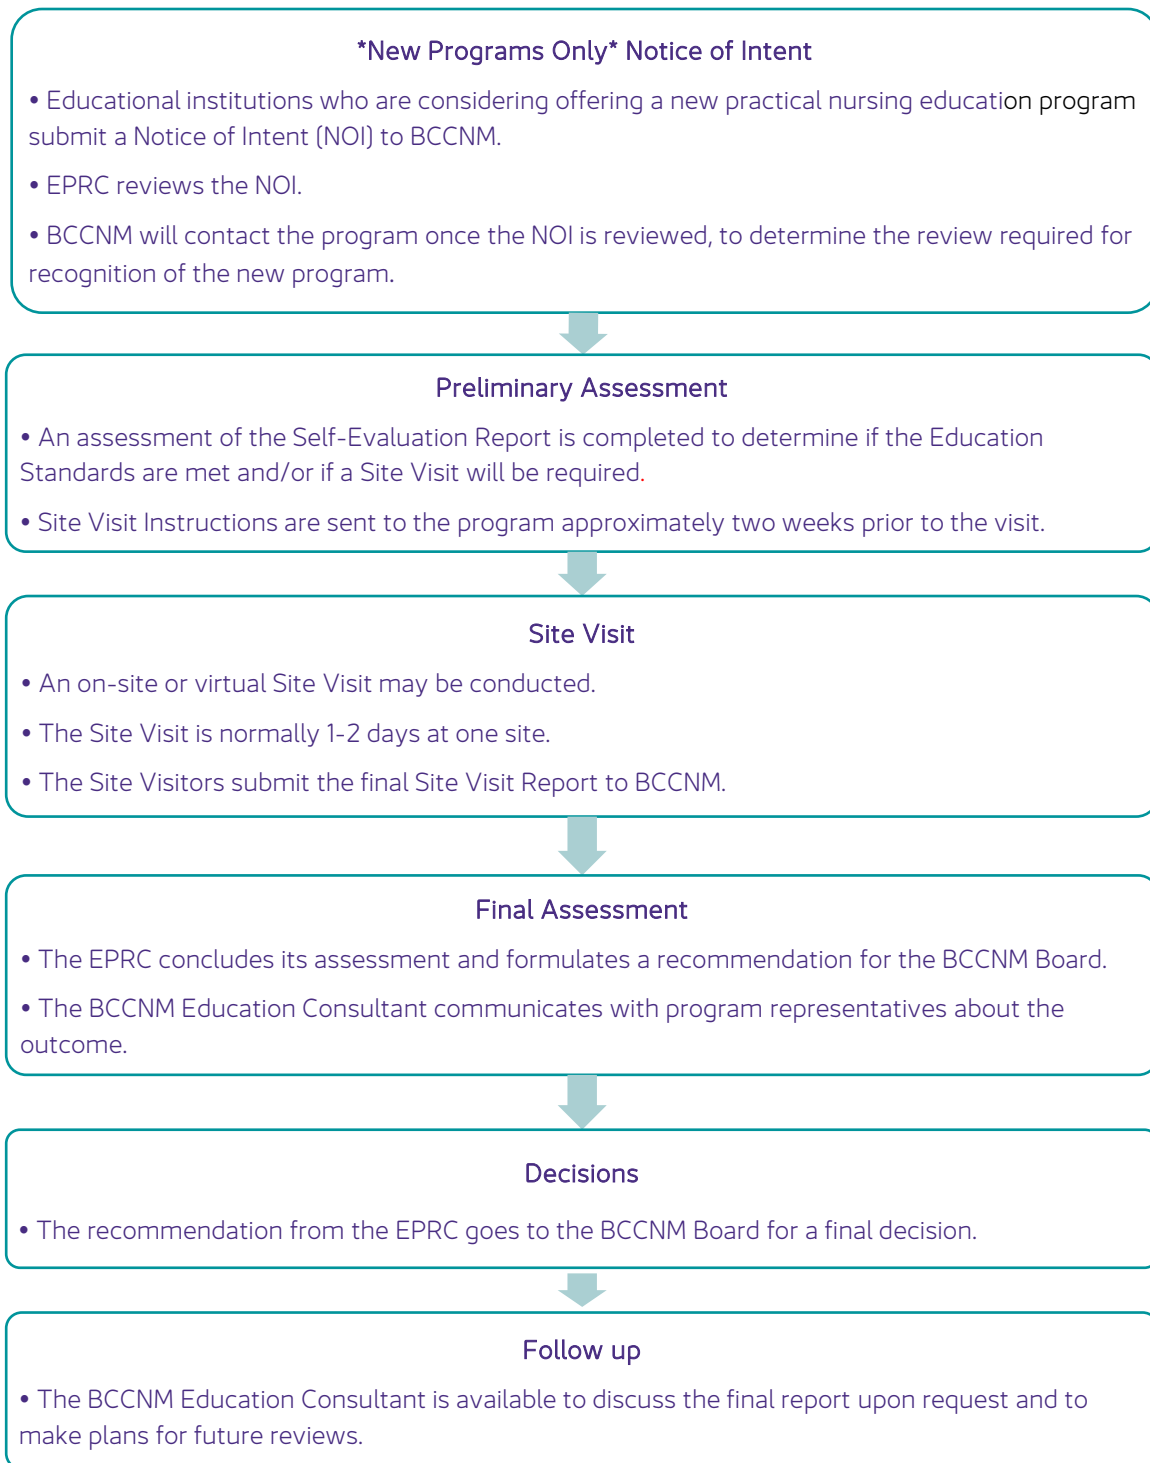 *New Programs Only* Notice of Intent
• Educational institutions who are considering offering a new practical nursing education program
submit a Notice of Intent (NOI) to BCCNM.
• EPRC reviews the NOI.
• BCCNM will contact the program once the NOI is reviewed, to determine the review required for
recognition of the new program.
Preliminary Assessment
• An assessment of the Self-Evaluation Report is completed to determine if the Education
Standards are met and/or if a Site Visit will be required.
• Site Visit Instructions are sent to the program approximately two weeks prior to the visit.
Site Visit
• An on-site or virtual Site Visit may be conducted.
• The Site Visit is normally 1-2 days at one site.
• The Site Visitors submit the final Site Visit Report to BCCNM.
Final Assessment
• The EPRC concludes its assessment and formulates a recommendation for the BCCNM Board.
• The BCCNM Education Consultant communicates with program representatives about the
outcome.
Decisions
• The recommendation from the EPRC goes to the BCCNM Board for a final decision.
Follow up
• The BCCNM Education Consultant is available to discuss the final report upon request and to
make plans for future reviews.